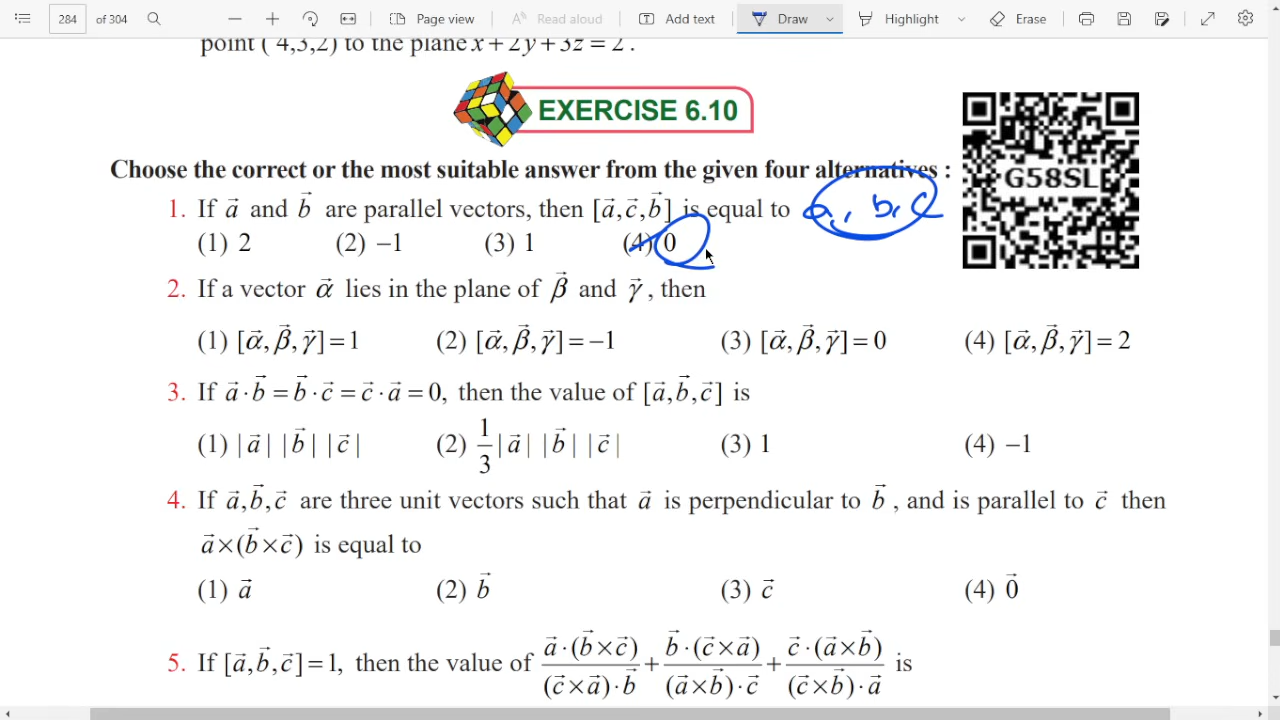 284 of 304 Page view Read aloud Add text Draw Highlight Erase
point ( 4,3,2) to the plane x + 2y + 3z = 2 .
EXERCISE 6.10
G58SL
Choose the correct or the most suitable answer from the given four alternatives :
1. If a⃗ and b⃗ are parallel vectors, then [a⃗, c⃗, b⃗] is equal to a, b, c
(1) 2 (2) −1 (3) 1 (4) 0
2. If a vector α⃗ lies in the plane of β⃗ and γ⃗ , then
(1) [α⃗, β⃗, γ⃗] = 1 (2) [α⃗, β⃗, γ⃗] = −1 (3) [α⃗, β⃗, γ⃗] = 0 (4) [α⃗, β⃗, γ⃗] = 2
3. If a⃗ · b⃗ = b⃗ · c⃗ = c⃗ · a⃗ = 0, then the value of [a⃗, b⃗, c⃗] is
(1) | a⃗ | | b⃗ | | c⃗ | (2) 1/3 | a⃗ | | b⃗ | | c⃗ | (3) 1 (4) −1
4. If a⃗, b⃗, c⃗ are three unit vectors such that a⃗ is perpendicular to b⃗ , and is parallel to c⃗ then
a⃗ × (b⃗ × c⃗) is equal to
(1) a⃗ (2) b⃗ (3) c⃗ (4) 0⃗
5. If [a⃗, b⃗, c⃗] = 1, then the value of a⃗ · (b⃗ × c⃗)/(c⃗ × a⃗) · b⃗ + b⃗ · (c⃗ × a⃗)/(a⃗ × b⃗) · c⃗ + c⃗ · (a⃗ × b⃗)/(c⃗ × b⃗) · a⃗ is